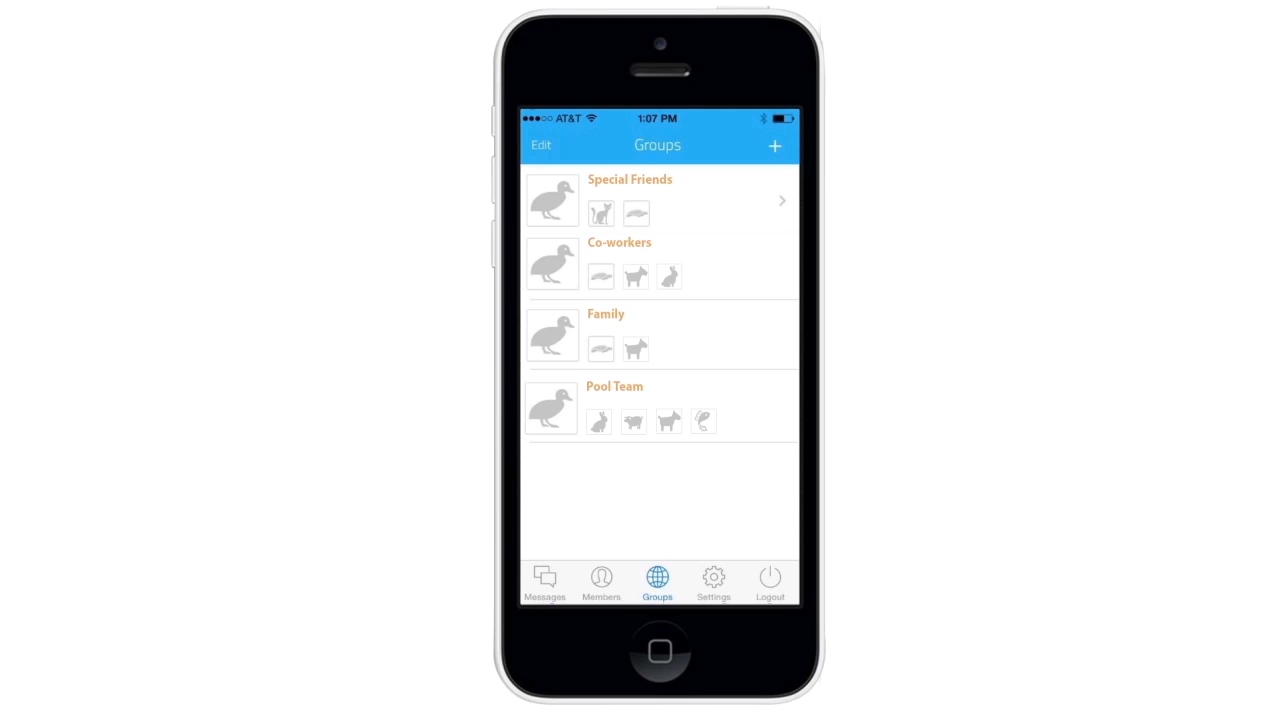 AT&T 1:07 PM
Edit Groups +
Special Friends
Co-workers
Family
Pool Team
Messages Members Groups Settings Logout